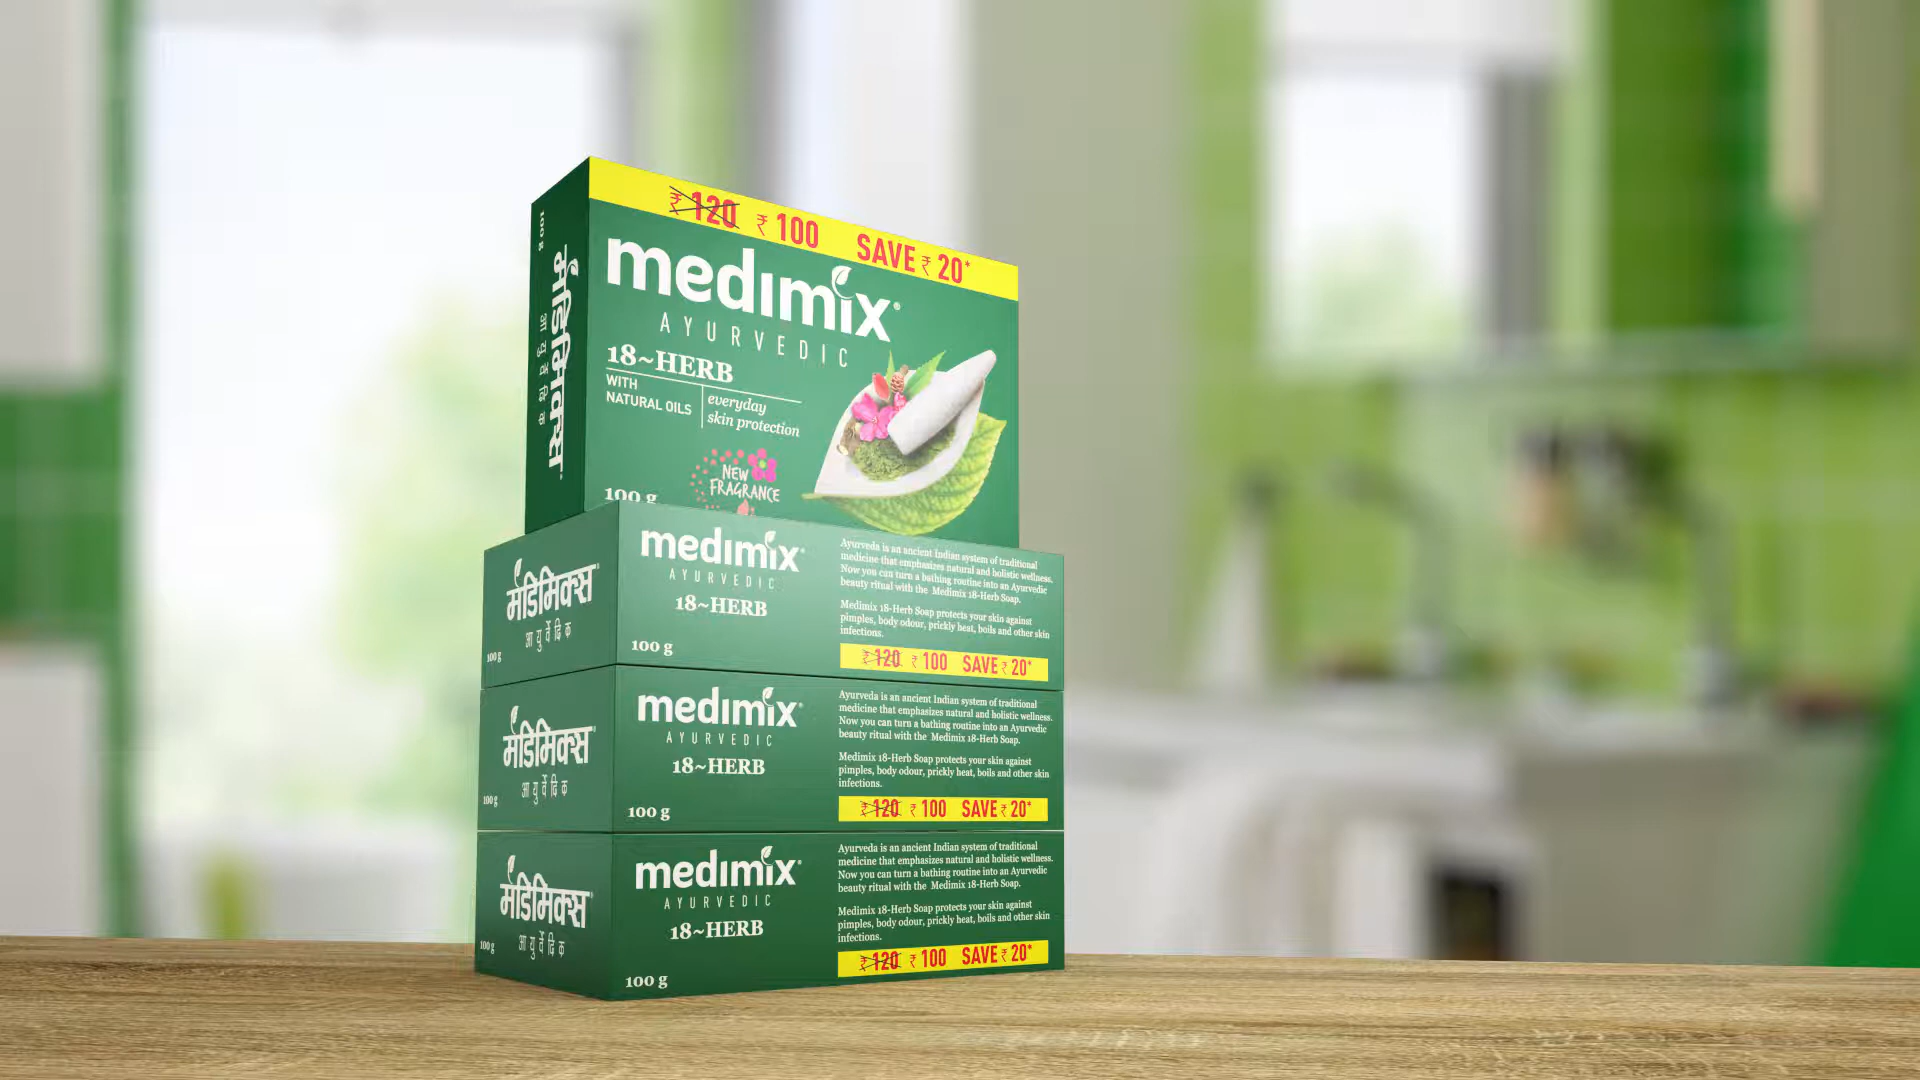 ₹120 ₹100 SAVE ₹20*
medimix®
AYURVEDIC
18~HERB
WITH
NATURAL OILS
everyday
skin protection
NEW
FRAGRANCE
100 g
100 g
मेडिमिक्स
आयुर्वेदिक
मेडिमिक्स
आयुर्वेदिक
100 g
medimix
AYURVEDIC
18~HERB
100 g
Ayurveda is an ancient Indian system of traditional
medicine that emphasizes natural and holistic wellness.
Now you can turn a bathing routine into an Ayurvedic
beauty ritual with the Medimix 18-Herb Soap.
Medimix 18-Herb Soap protects your skin against
pimples, body odour, prickly heat, boils and other skin
infections.
₹120 ₹100 SAVE ₹20*
मेडिमिक्स
आयुर्वेदिक
100 g
medimix
AYURVEDIC
18~HERB
100 g
Ayurveda is an ancient Indian system of traditional
medicine that emphasizes natural and holistic wellness.
Now you can turn a bathing routine into an Ayurvedic
beauty ritual with the Medimix 18-Herb Soap.
Medimix 18-Herb Soap protects your skin against
pimples, body odour, prickly heat, boils and other skin
infections.
₹120 ₹100 SAVE ₹20*
मेडिमिक्स
आयुर्वेदिक
100 g
medimix
AYURVEDIC
18~HERB
100 g
Ayurveda is an ancient Indian system of traditional
medicine that emphasizes natural and holistic wellness.
Now you can turn a bathing routine into an Ayurvedic
beauty ritual with the Medimix 18-Herb Soap.
Medimix 18-Herb Soap protects your skin against
pimples, body odour, prickly heat, boils and other skin
infections.
₹120 ₹100 SAVE ₹20*